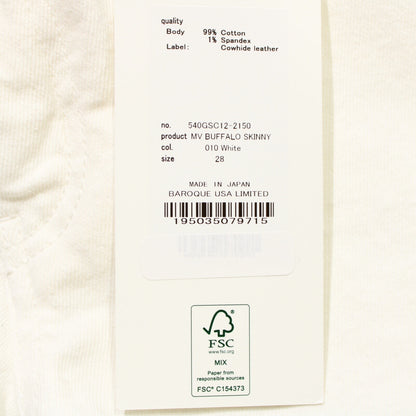 quality
Body 99% Cotton
1% Spandex
Label: Cowhide leather
no. 540GSC12-2150
product MV BUFFALO SKINNY
col. 010 White
size 28
MADE IN JAPAN
BAROQUE USA LIMITED
195035079715
FSC
www.fsc.org
MIX
Paper from
responsible sources
FSC® C154373